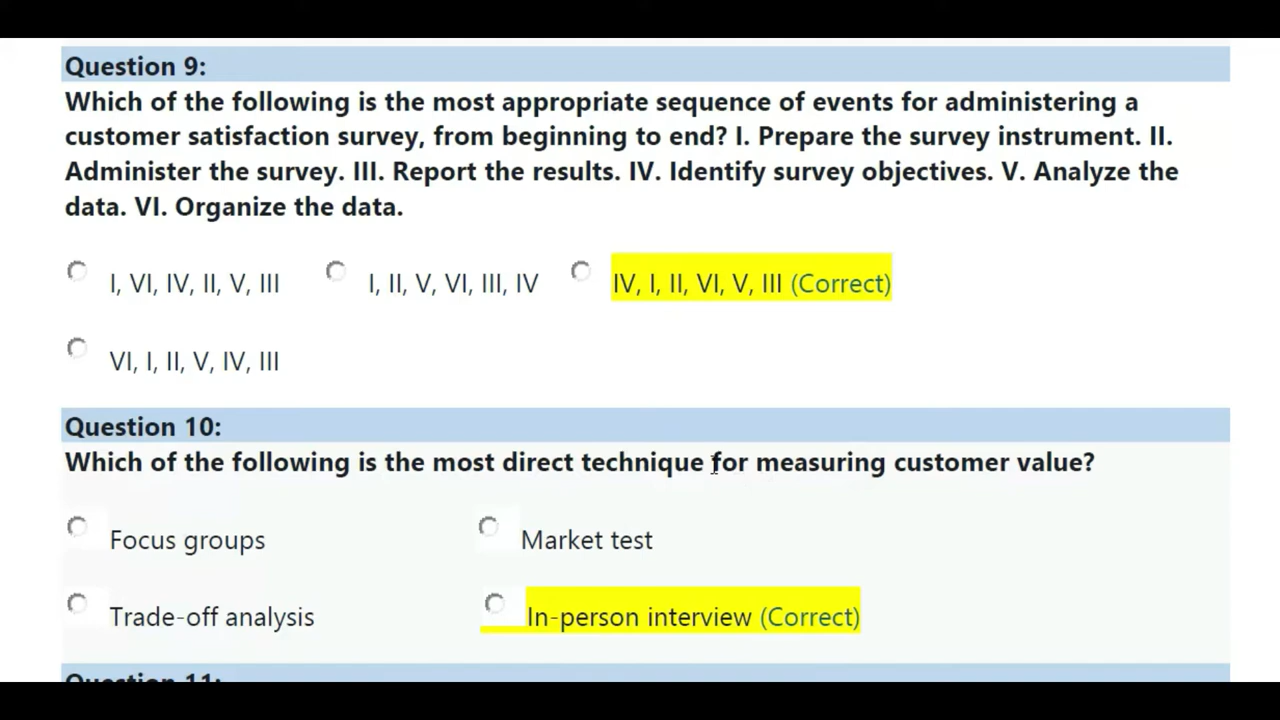 Question 9:
Which of the following is the most appropriate sequence of events for administering a
customer satisfaction survey, from beginning to end? I. Prepare the survey instrument. II.
Administer the survey. III. Report the results. IV. Identify survey objectives. V. Analyze the
data. VI. Organize the data.
I, VI, IV, II, V, III
I, II, V, VI, III, IV
IV, I, II, VI, V, III (Correct)
VI, I, II, V, IV, III
Question 10:
Which of the following is the most direct technique for measuring customer value?
Focus groups
Market test
Trade-off analysis
In-person interview (Correct)
Question 11: